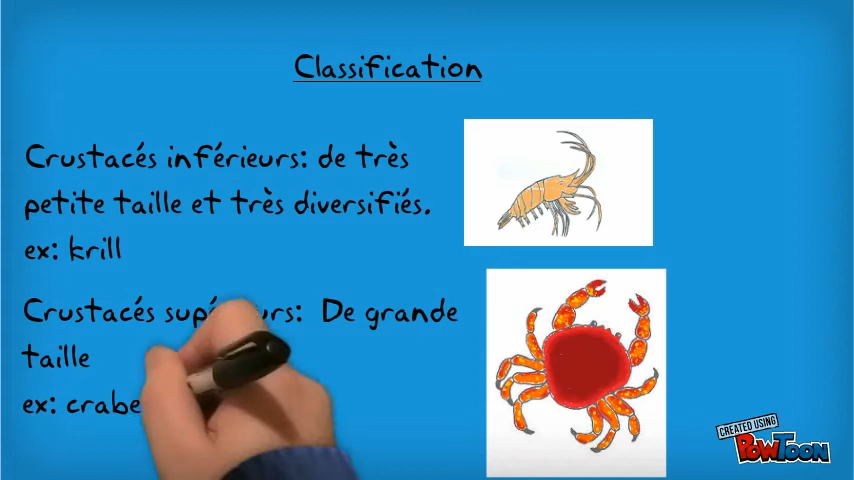 Classification
Crustacés inférieurs: de très
petite taille et très diversifiés.
ex: krill
Crustacés De grande
taille
ex: crabe
CREATED USING
POWTOON